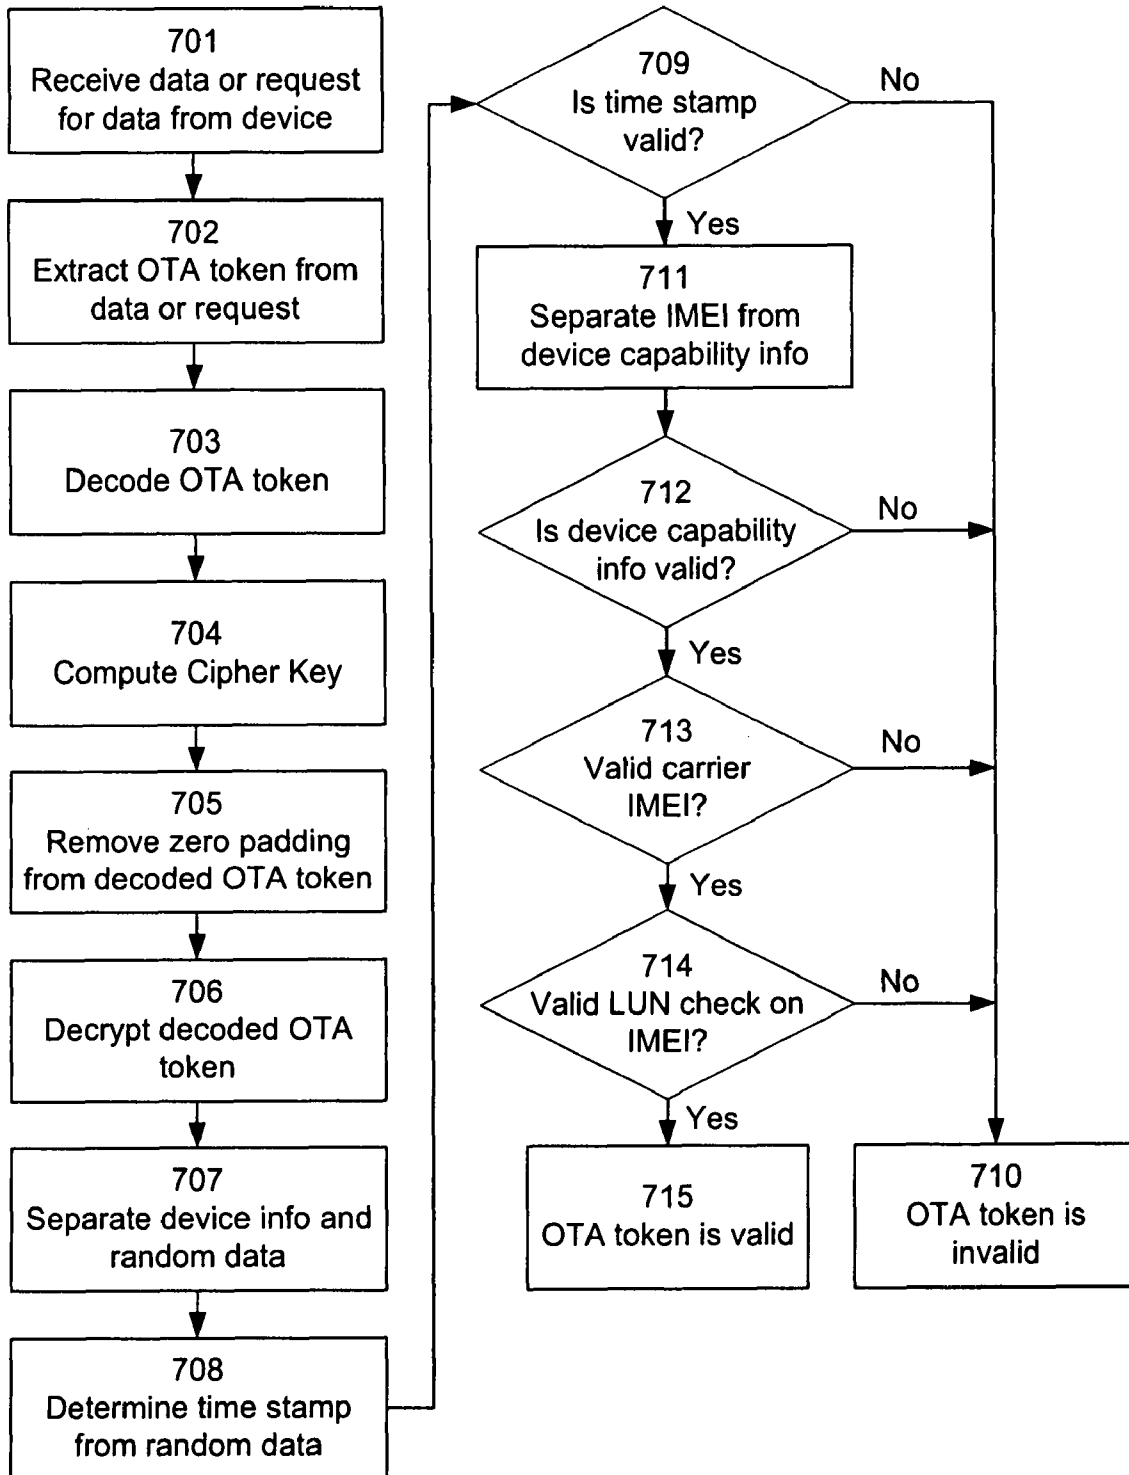 701
Receive data or request
for data from device
702
Extract OTA token from
data or request
703
Decode OTA token
704
Compute Cipher Key
705
Remove zero padding
from decoded OTA token
706
Decrypt decoded OTA
token
707
Separate device info and
random data
708
Determine time stamp
from random data
709
Is time stamp
valid?
No
Yes
711
Separate IMEI from
device capability info
712
Is device capability
info valid?
No
Yes
713
Valid carrier
IMEI?
No
Yes
714
Valid LUN check on
IMEI?
No
Yes
715
OTA token is valid
710
OTA token is
invalid